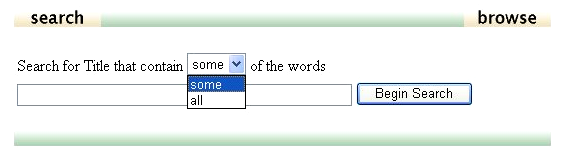 search browse
Search for Title that contain some of the words
some
all
Begin Search